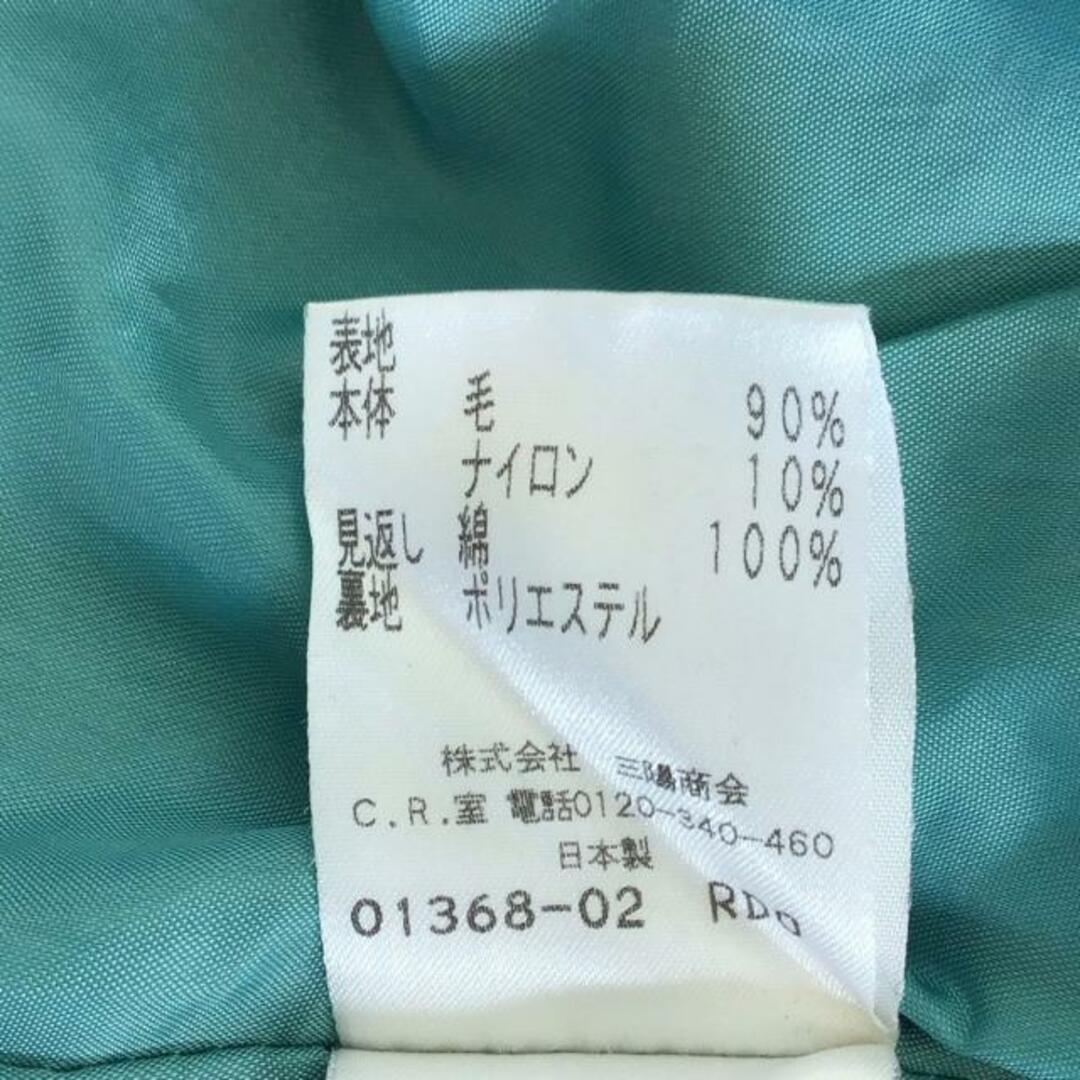 表地
本体 毛 90%
ナイロン 10%
見返し 綿 100%
裏地 ポリエステル
株式会社 三陽商会
C.R.室 電話0120-340-460
日本製
01368-02